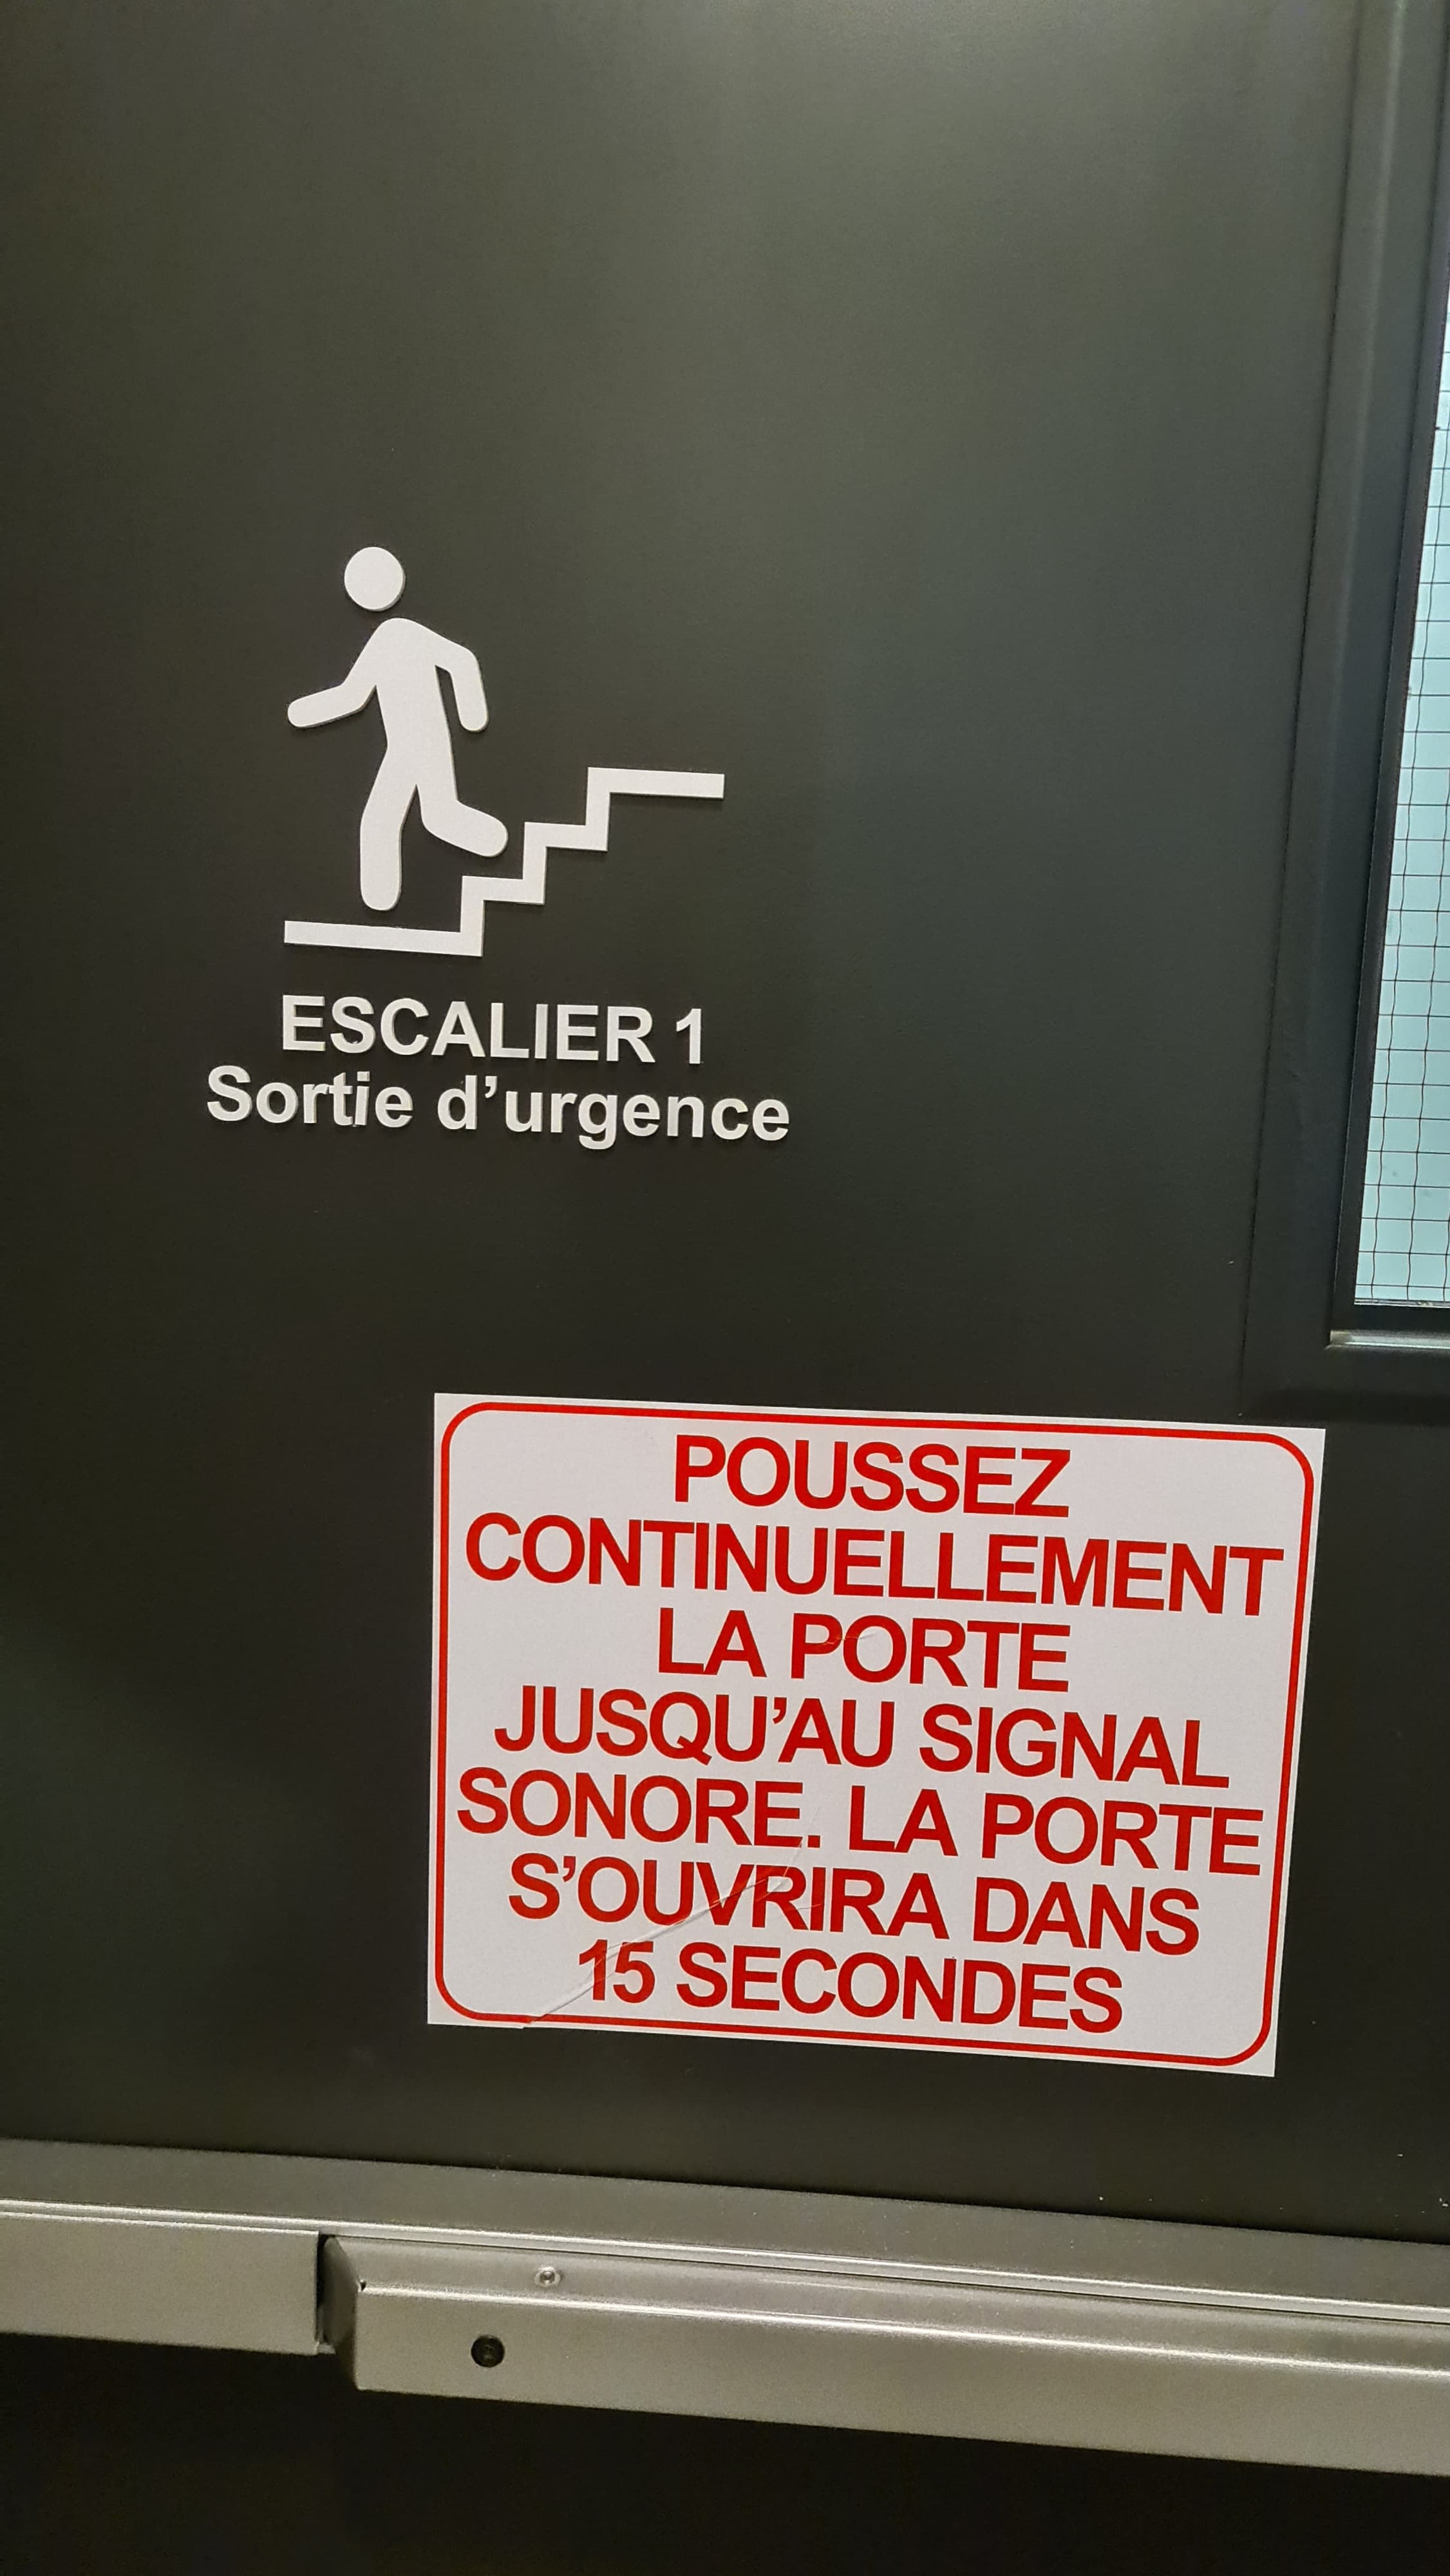 ESCALIER 1
Sortie d’urgence
POUSSEZ
CONTINUELLEMENT
LA PORTE
JUSQU’AU SIGNAL
SONORE. LA PORTE
S’OUVRIRA DANS
15 SECONDES